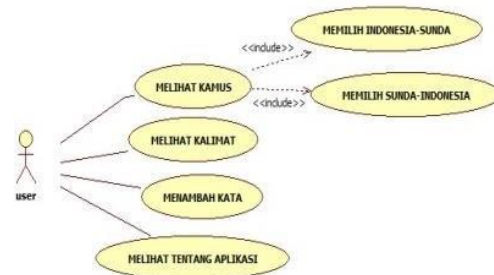 MEMILIH INDONESIA-SUNDA
<<include>>
MELIHAT KAMUS
MEMILIH SUNDA-INDONESIA
<<include>>
MELIHAT KALIMAT
user
MENAMBAH KATA
MELIHAT TENTANG APLIKASI